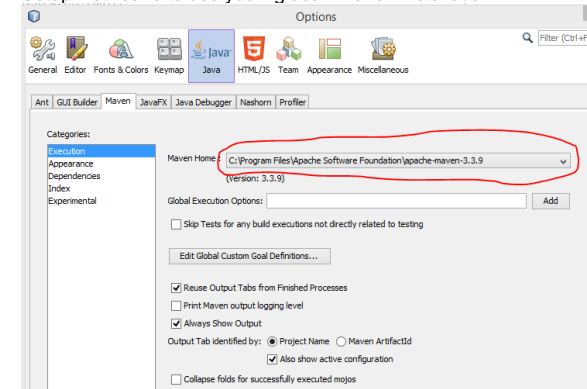 Options
Filter (Ctrl+F
General Editor Fonts & Colors Keymap Java HTML/JS Team Appearance Miscellaneous
Ant GUI Builder Maven JavaFX Java Debugger Nashorn Profiler
Categories:
Execution
Appearance
Dependencies
Index
Experimental
Maven Home : C:\Program Files\Apache Software Foundation\apache-maven-3.3.9
(Version: 3.3.9)
Global Execution Options: Add
Skip Tests for any build executions not directly related to testing
Edit Global Custom Goal Definitions...
Reuse Output Tabs from Finished Processes
Print Maven output logging level
Always Show Output
Output Tab identified by: Project Name Maven ArtifactId
Also show active configuration
Collapse folds for successfully executed mojos